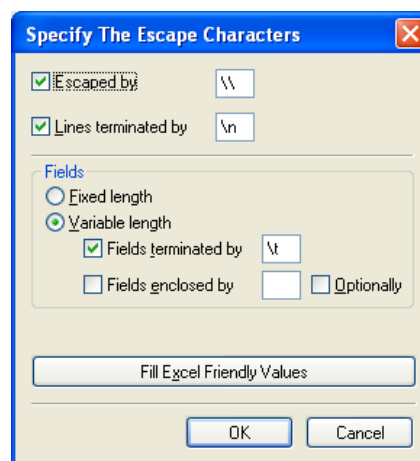 Specify The Escape Characters
Escaped by \\
Lines terminated by \n
Fields
Fixed length
Variable length
Fields terminated by \t
Fields enclosed by Optionally
Fill Excel Friendly Values
OK Cancel